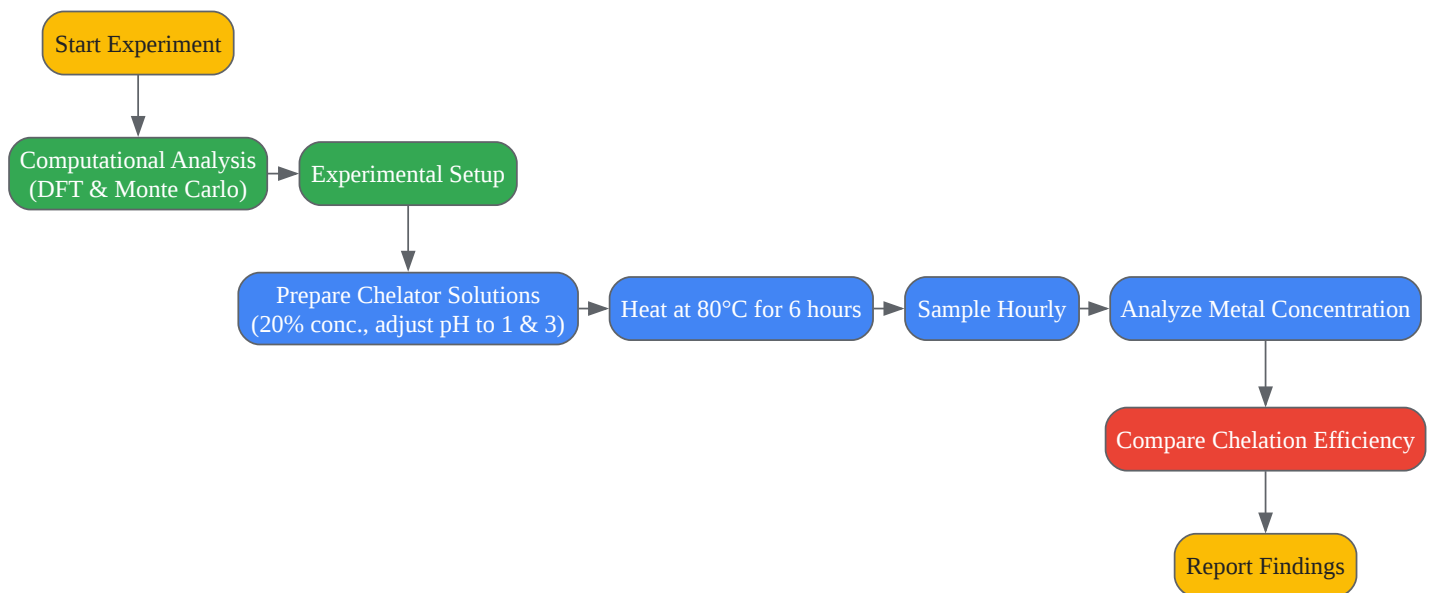 Start Experiment
Computational Analysis
(DFT & Monte Carlo)
Experimental Setup
Prepare Chelator Solutions
(20% conc., adjust pH to 1 & 3)
Heat at 80°C for 6 hours
Sample Hourly
Analyze Metal Concentration
Compare Chelation Efficiency
Report Findings